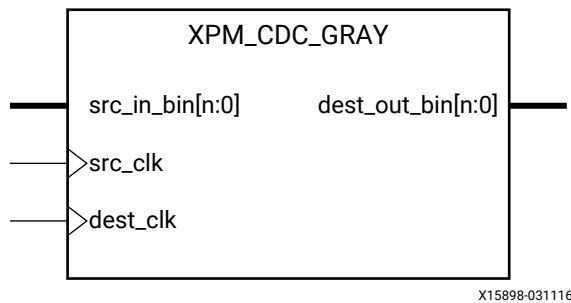 XPM_CDC_GRAY
src_in_bin[n:0] dest_out_bin[n:0]
src_clk
dest_clk
X15898-031116